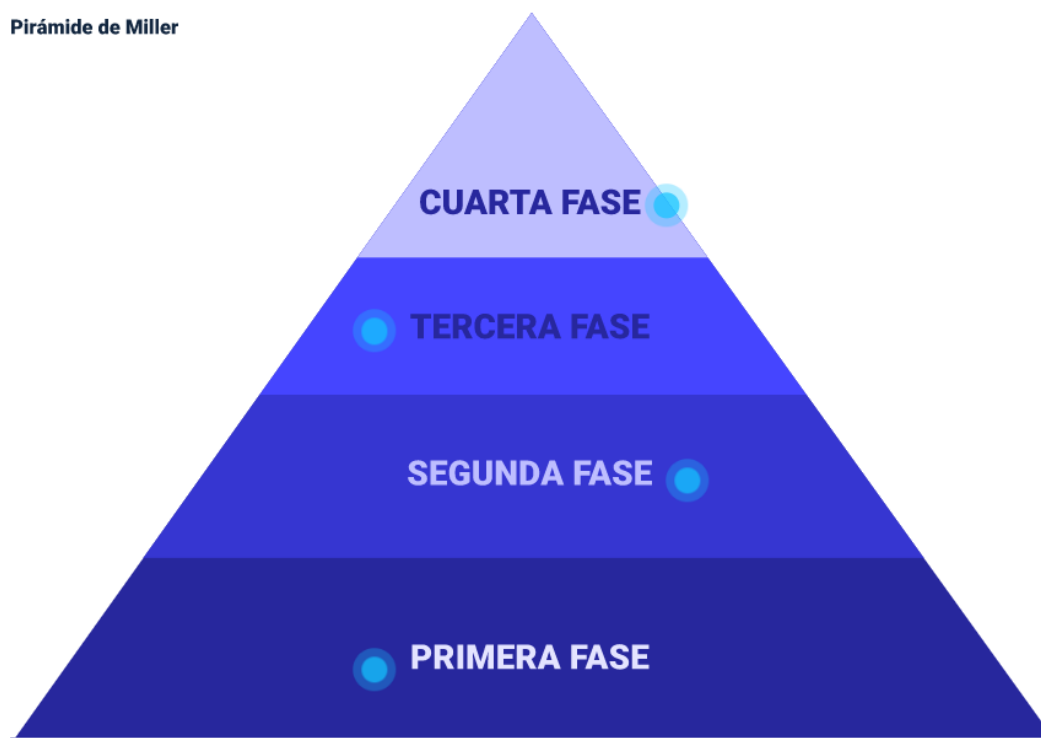 Pirámide de Miller
CUARTA FASE
TERCERA FASE
SEGUNDA FASE
PRIMERA FASE